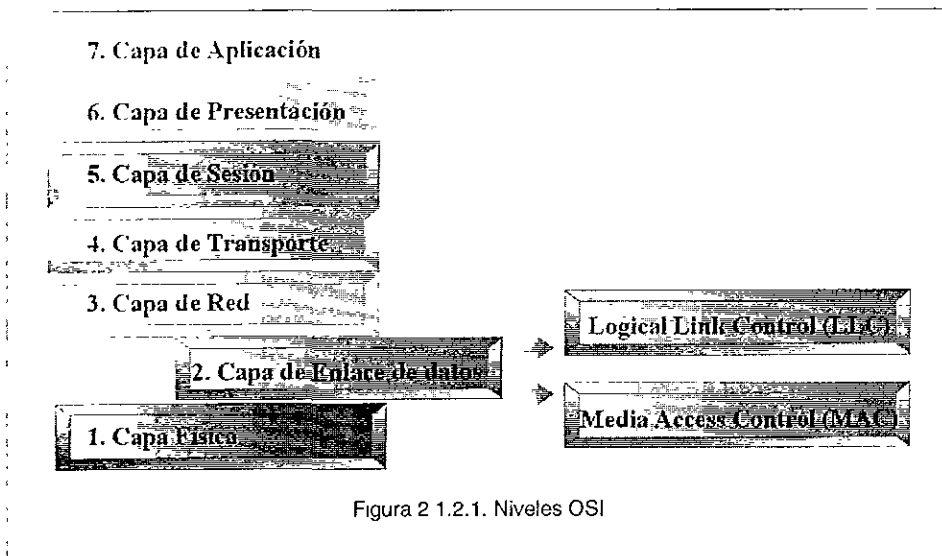 7. Capa de Aplicación
6. Capa de Presentación
5. Capa de Sesión
4. Capa de Transporte
3. Capa de Red
2. Capa de Enlace de datos
1. Capa Física
Logical Link Control (LLC)
Media Access Control (MAC)
Figura 2 1.2.1. Niveles OSI